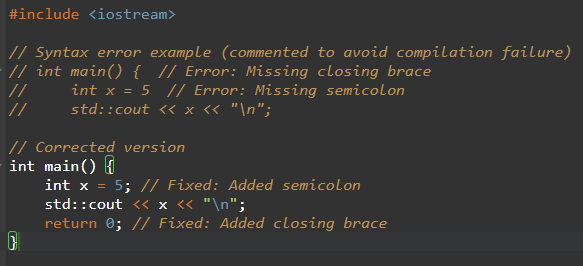 #include <iostream>
// Syntax error example (commented to avoid compilation failure)
// int main() {  // Error: Missing closing brace
//     int x = 5  // Error: Missing semicolon
//     std::cout << x << "\n";
// Corrected version
int main() {
    int x = 5; // Fixed: Added semicolon
    std::cout << x << "\n";
    return 0; // Fixed: Added closing brace
}